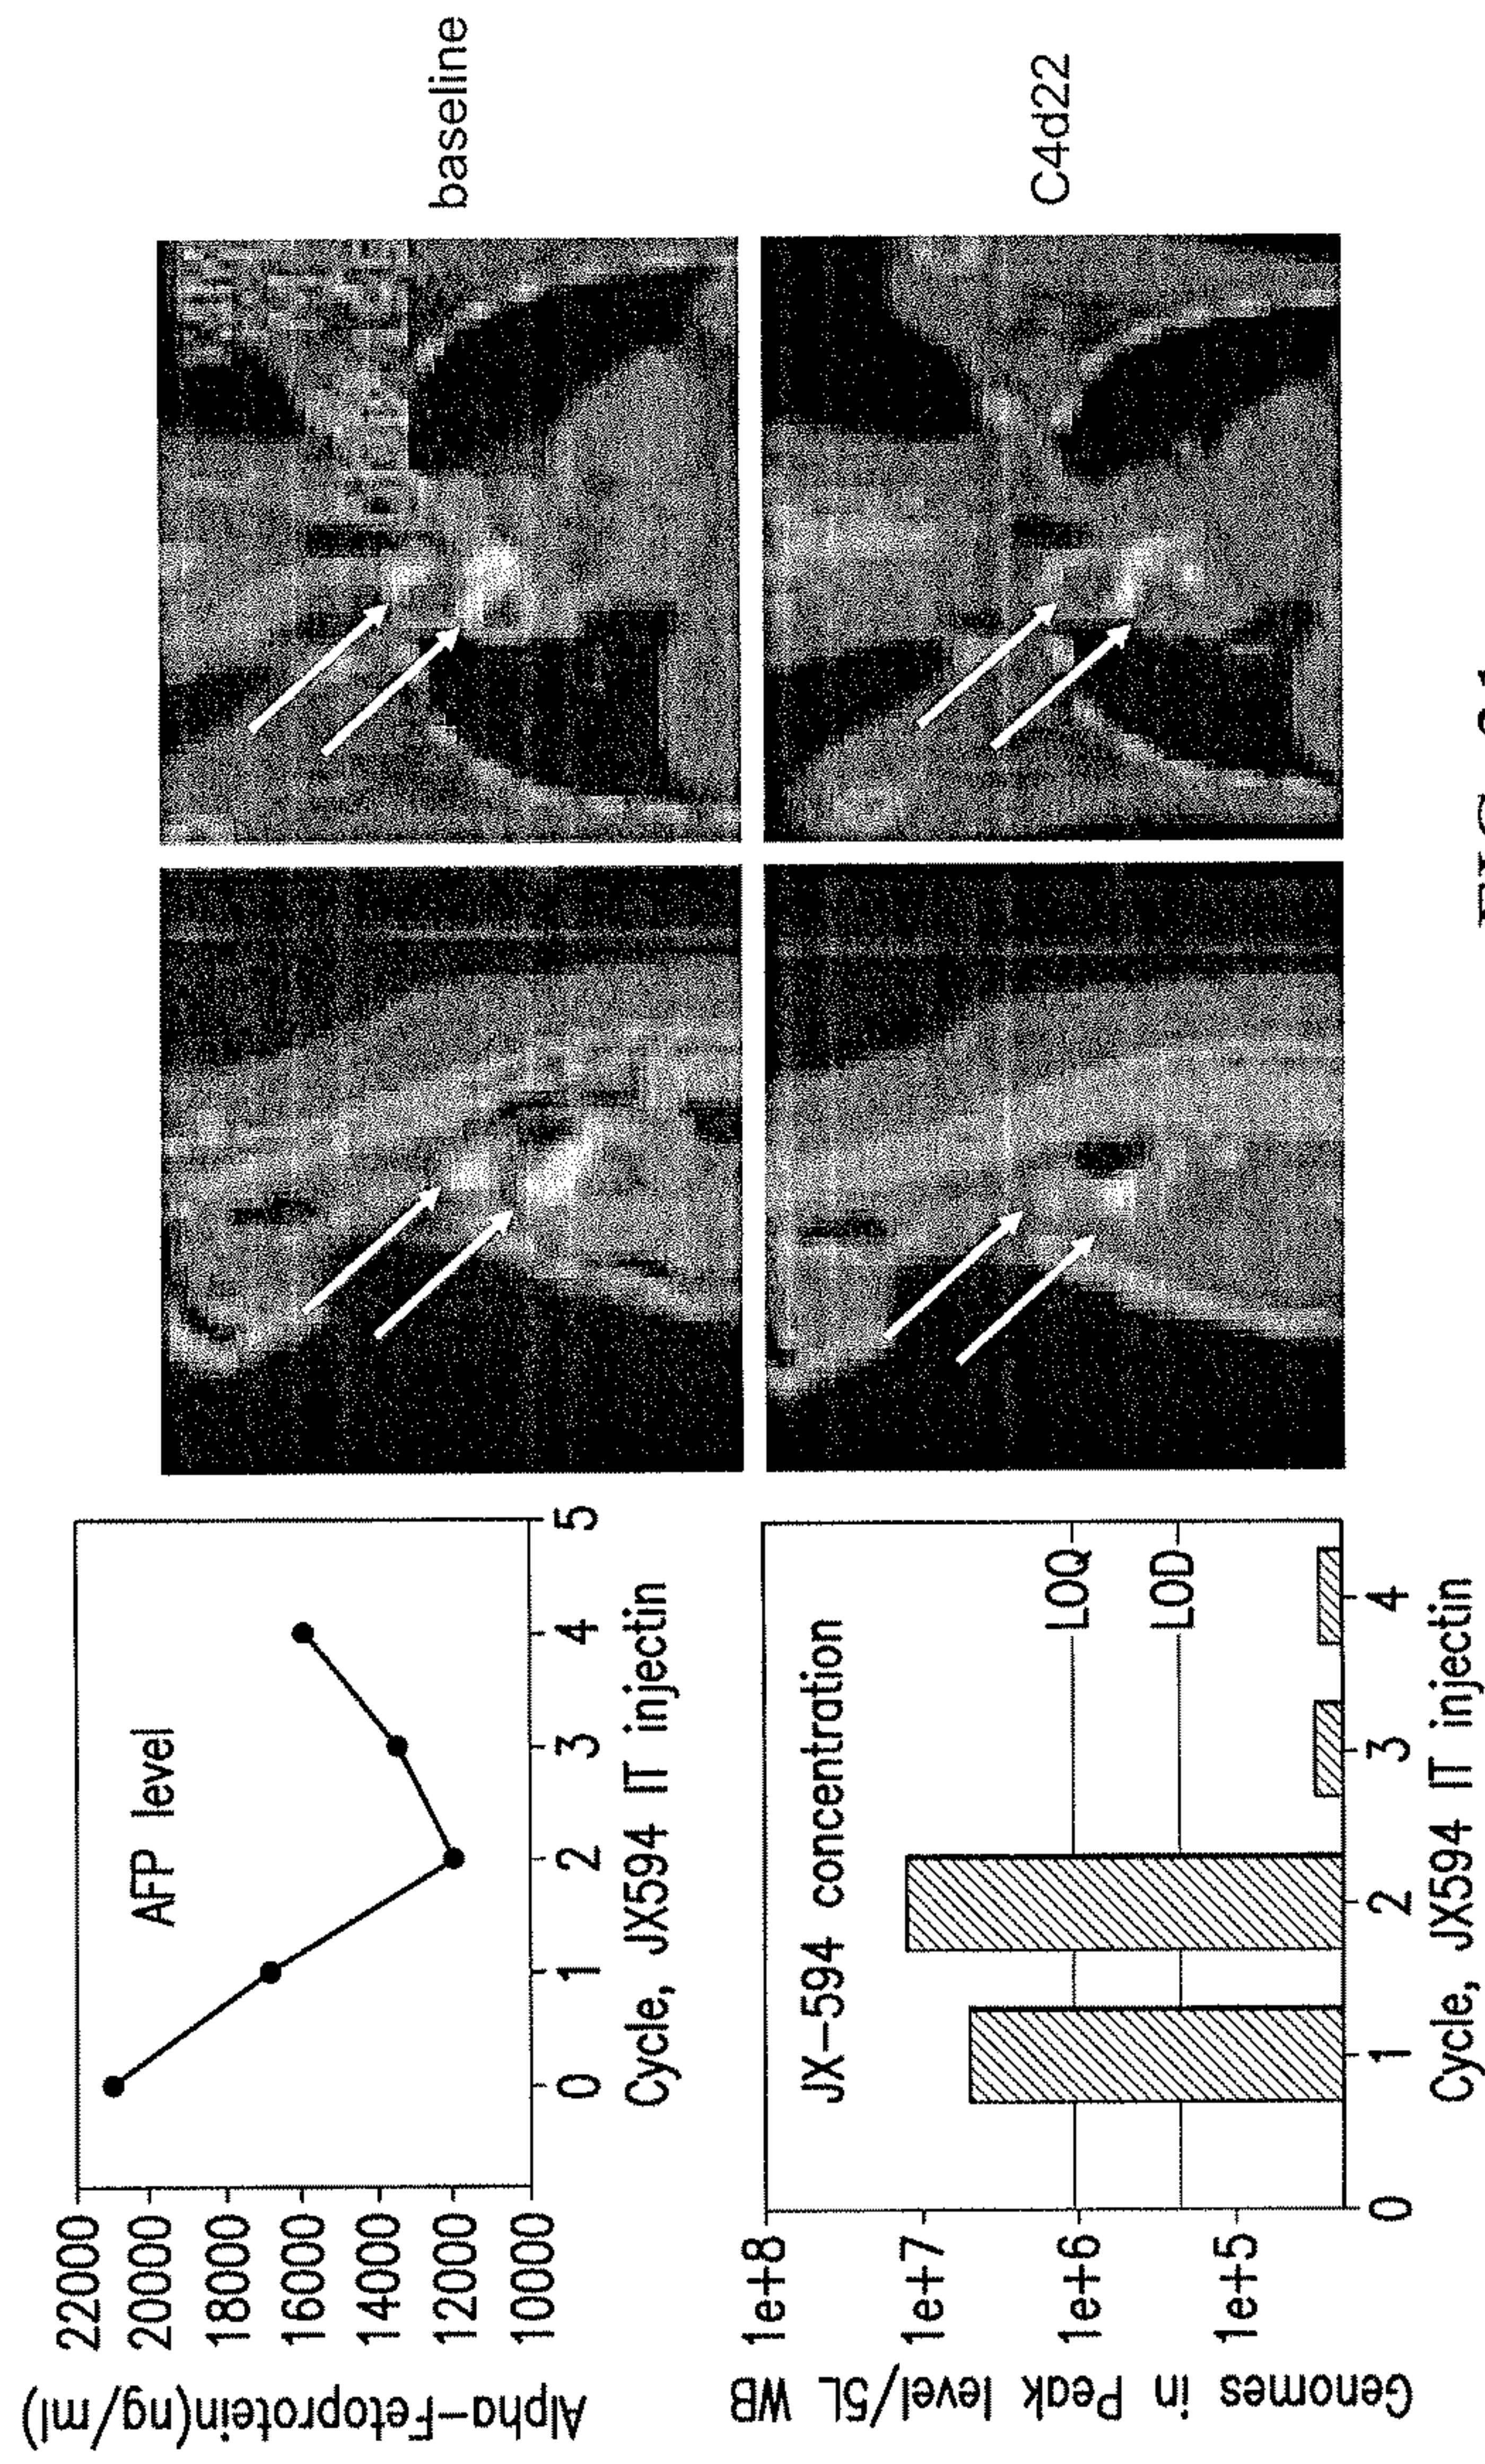 Alpha-Fetoprotein(ng/ml)
22000
20000
18000
16000
14000
12000
10000
AFP level
0 1 2 3 4 5
Cycle, JX594 IT injectin
Genomes in Peak level/5L WB
1e+8
1e+7
1e+6
1e+5
JX-594 concentration
LOQ
LOD
0 1 2 3 4
Cycle, JX594 IT injectin
baseline
C4d22